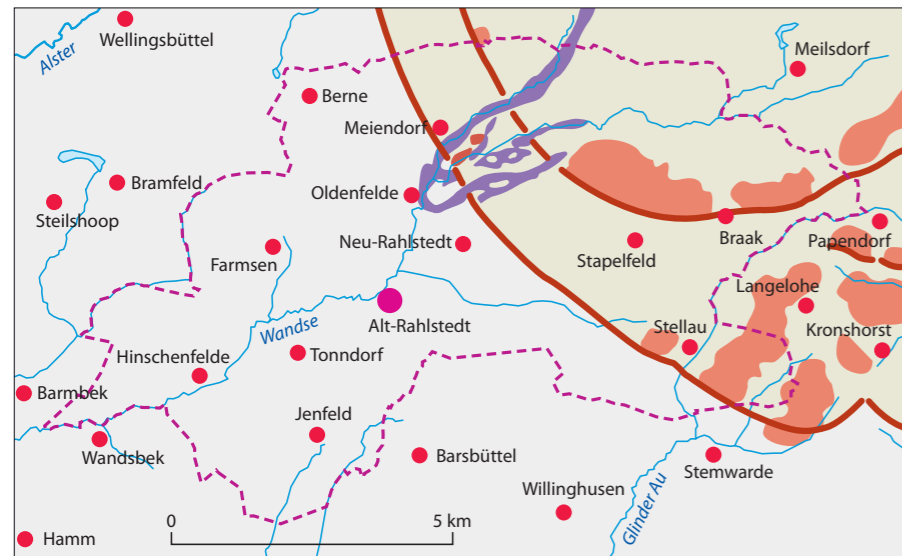 Wellingsbüttel
Alster
Meilsdorf
Berne
Meiendorf
Bramfeld
Oldenfelde
Steilshoop
Neu-Rahlstedt
Braak
Papendorf
Farmsen
Stapelfeld
Langelohe
Alt-Rahlstedt
Wandse
Stellau
Kronshorst
Hinschenfelde
Tonndorf
Barmbek
Jenfeld
Wandsbek
Barsbüttel
Stemwarde
Willinghusen
Glinder Au
0 5 km
Hamm